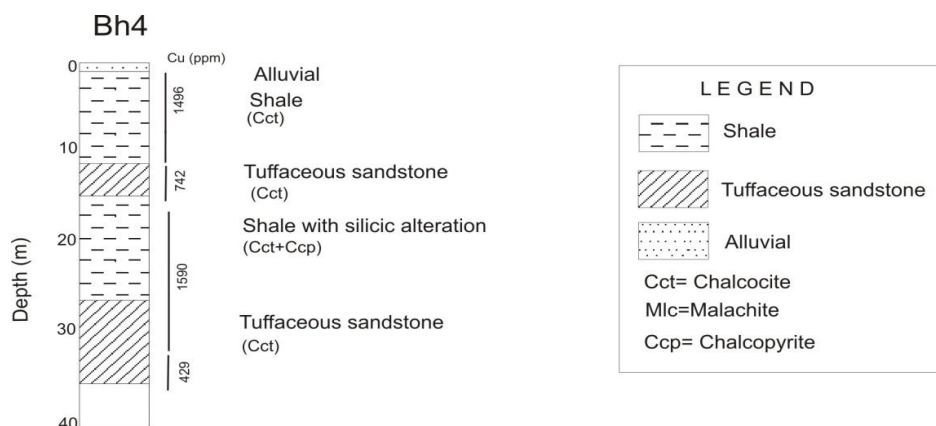 Bh4
Cu (ppm)
0
10
20
30
40
Depth (m)
1496
742
1590
429
Alluvial
Shale
(Cct)
Tuffaceous sandstone
(Cct)
Shale with silicic alteration
(Cct+Ccp)
Tuffaceous sandstone
(Cct)
LEGEND
Shale
Tuffaceous sandstone
Alluvial
Cct= Chalcocite
Mlc=Malachite
Ccp= Chalcopyrite